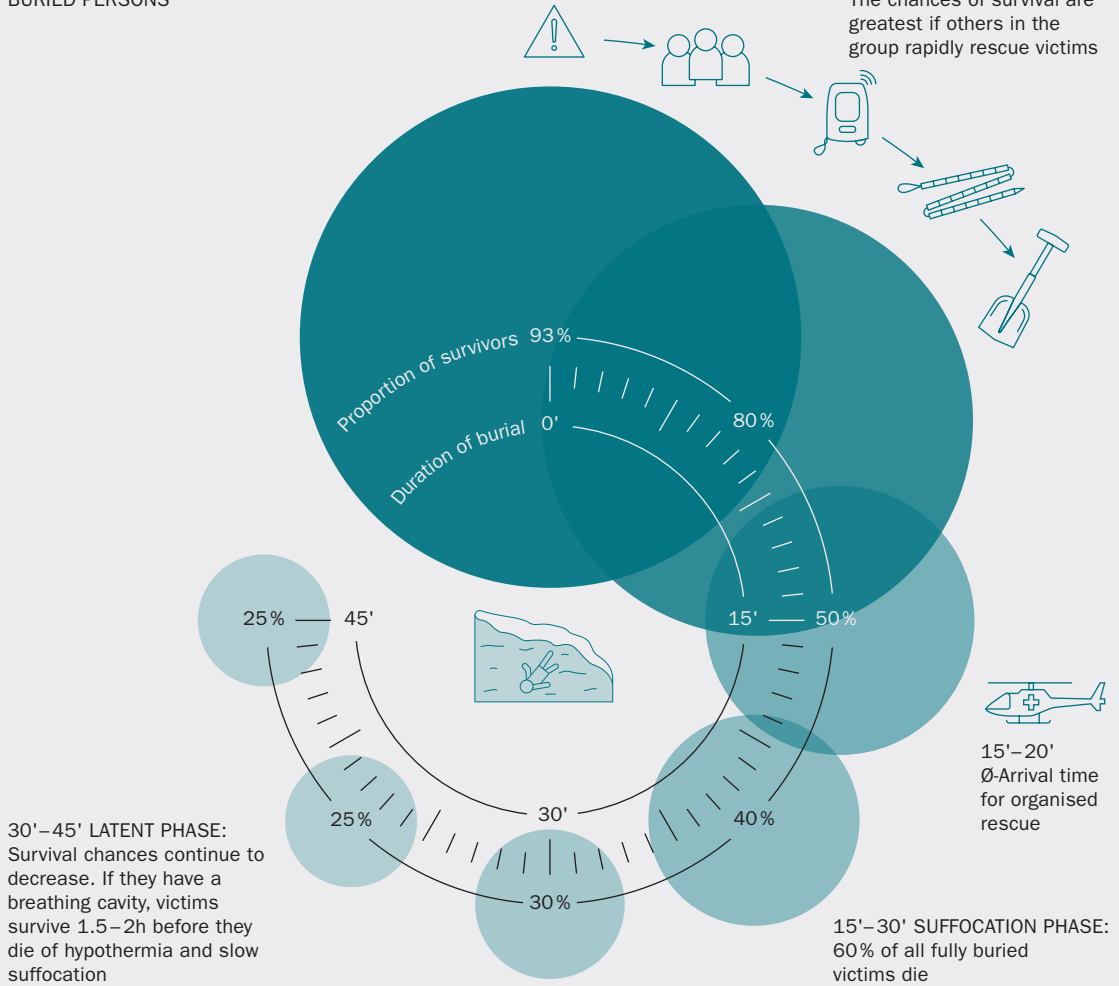 BURIED PERSONS
The chances of survival are
greatest if others in the
group rapidly rescue victims
Proportion of survivors 93%
Duration of burial 0'
80%
15' 50%
25% 45'
15'–20'
Ø-Arrival time
for organised
rescue
30'
40%
25%
30%
30'–45' LATENT PHASE:
Survival chances continue to
decrease. If they have a
breathing cavity, victims
survive 1.5–2h before they
die of hypothermia and slow
suffocation
15'–30' SUFFOCATION PHASE:
60% of all fully buried
victims die